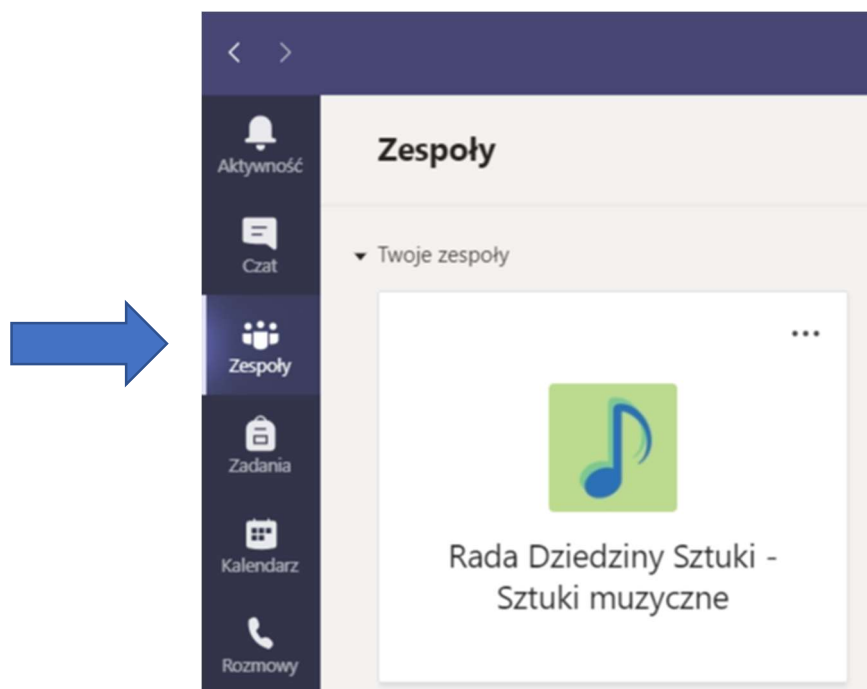 Aktywność
Czat
Zespoły
Zadania
Kalendarz
Rozmowy
Zespoły
Twoje zespoły
Rada Dziedziny Sztuki -
Sztuki muzyczne